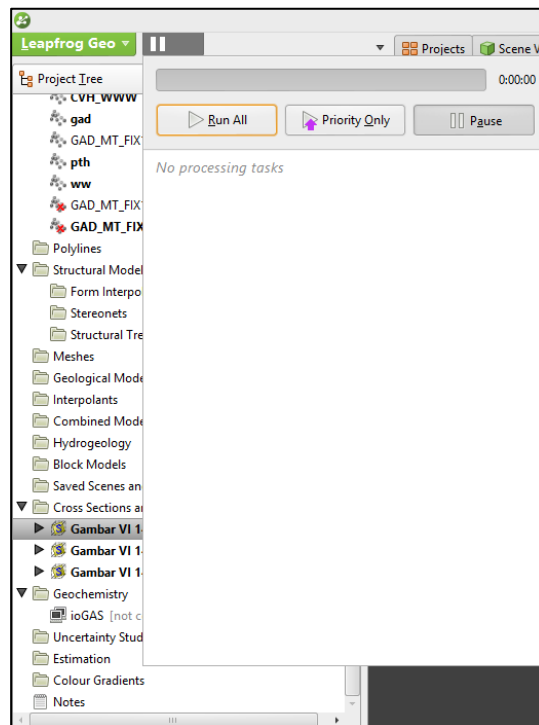 Leapfrog Geo
Projects
Scene V
Project Tree
0:00:00
Run All
Priority Only
Pause
No processing tasks
CVH_WWW
gad
GAD_MT_FIX
pth
ww
GAD_MT_FIX
GAD_MT_FIX
Polylines
Structural Model
Form Interpo
Stereonets
Structural Tre
Meshes
Geological Mode
Interpolants
Combined Mode
Hydrogeology
Block Models
Saved Scenes an
Cross Sections a
Gambar VI 1-
Gambar VI 1-
Gambar VI 1-
Geochemistry
ioGAS [not c
Uncertainty Stud
Estimation
Colour Gradients
Notes